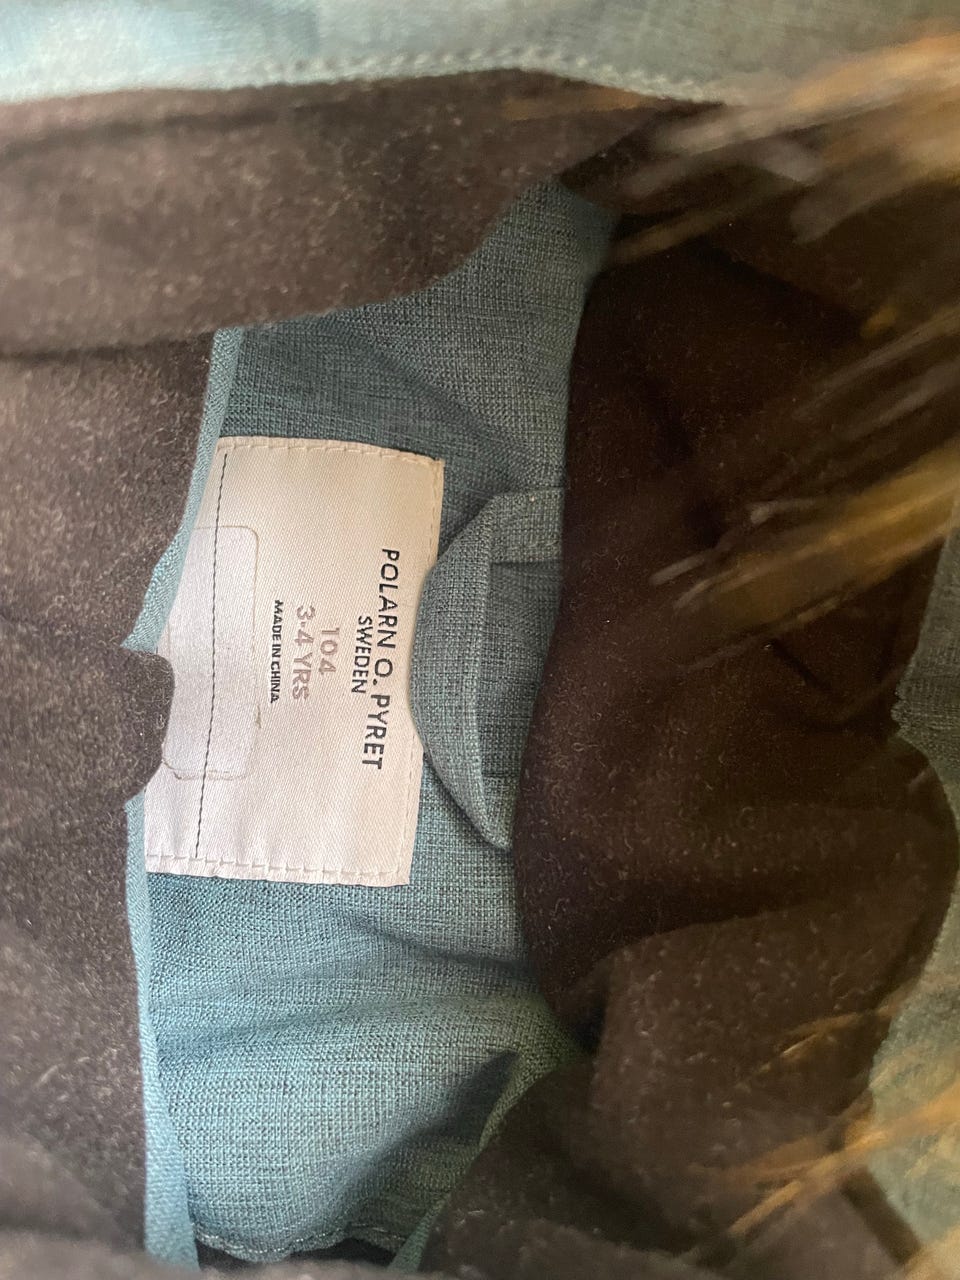 POLARN O. PYRET
SWEDEN
104
3-4 YRS
MADE IN CHINA